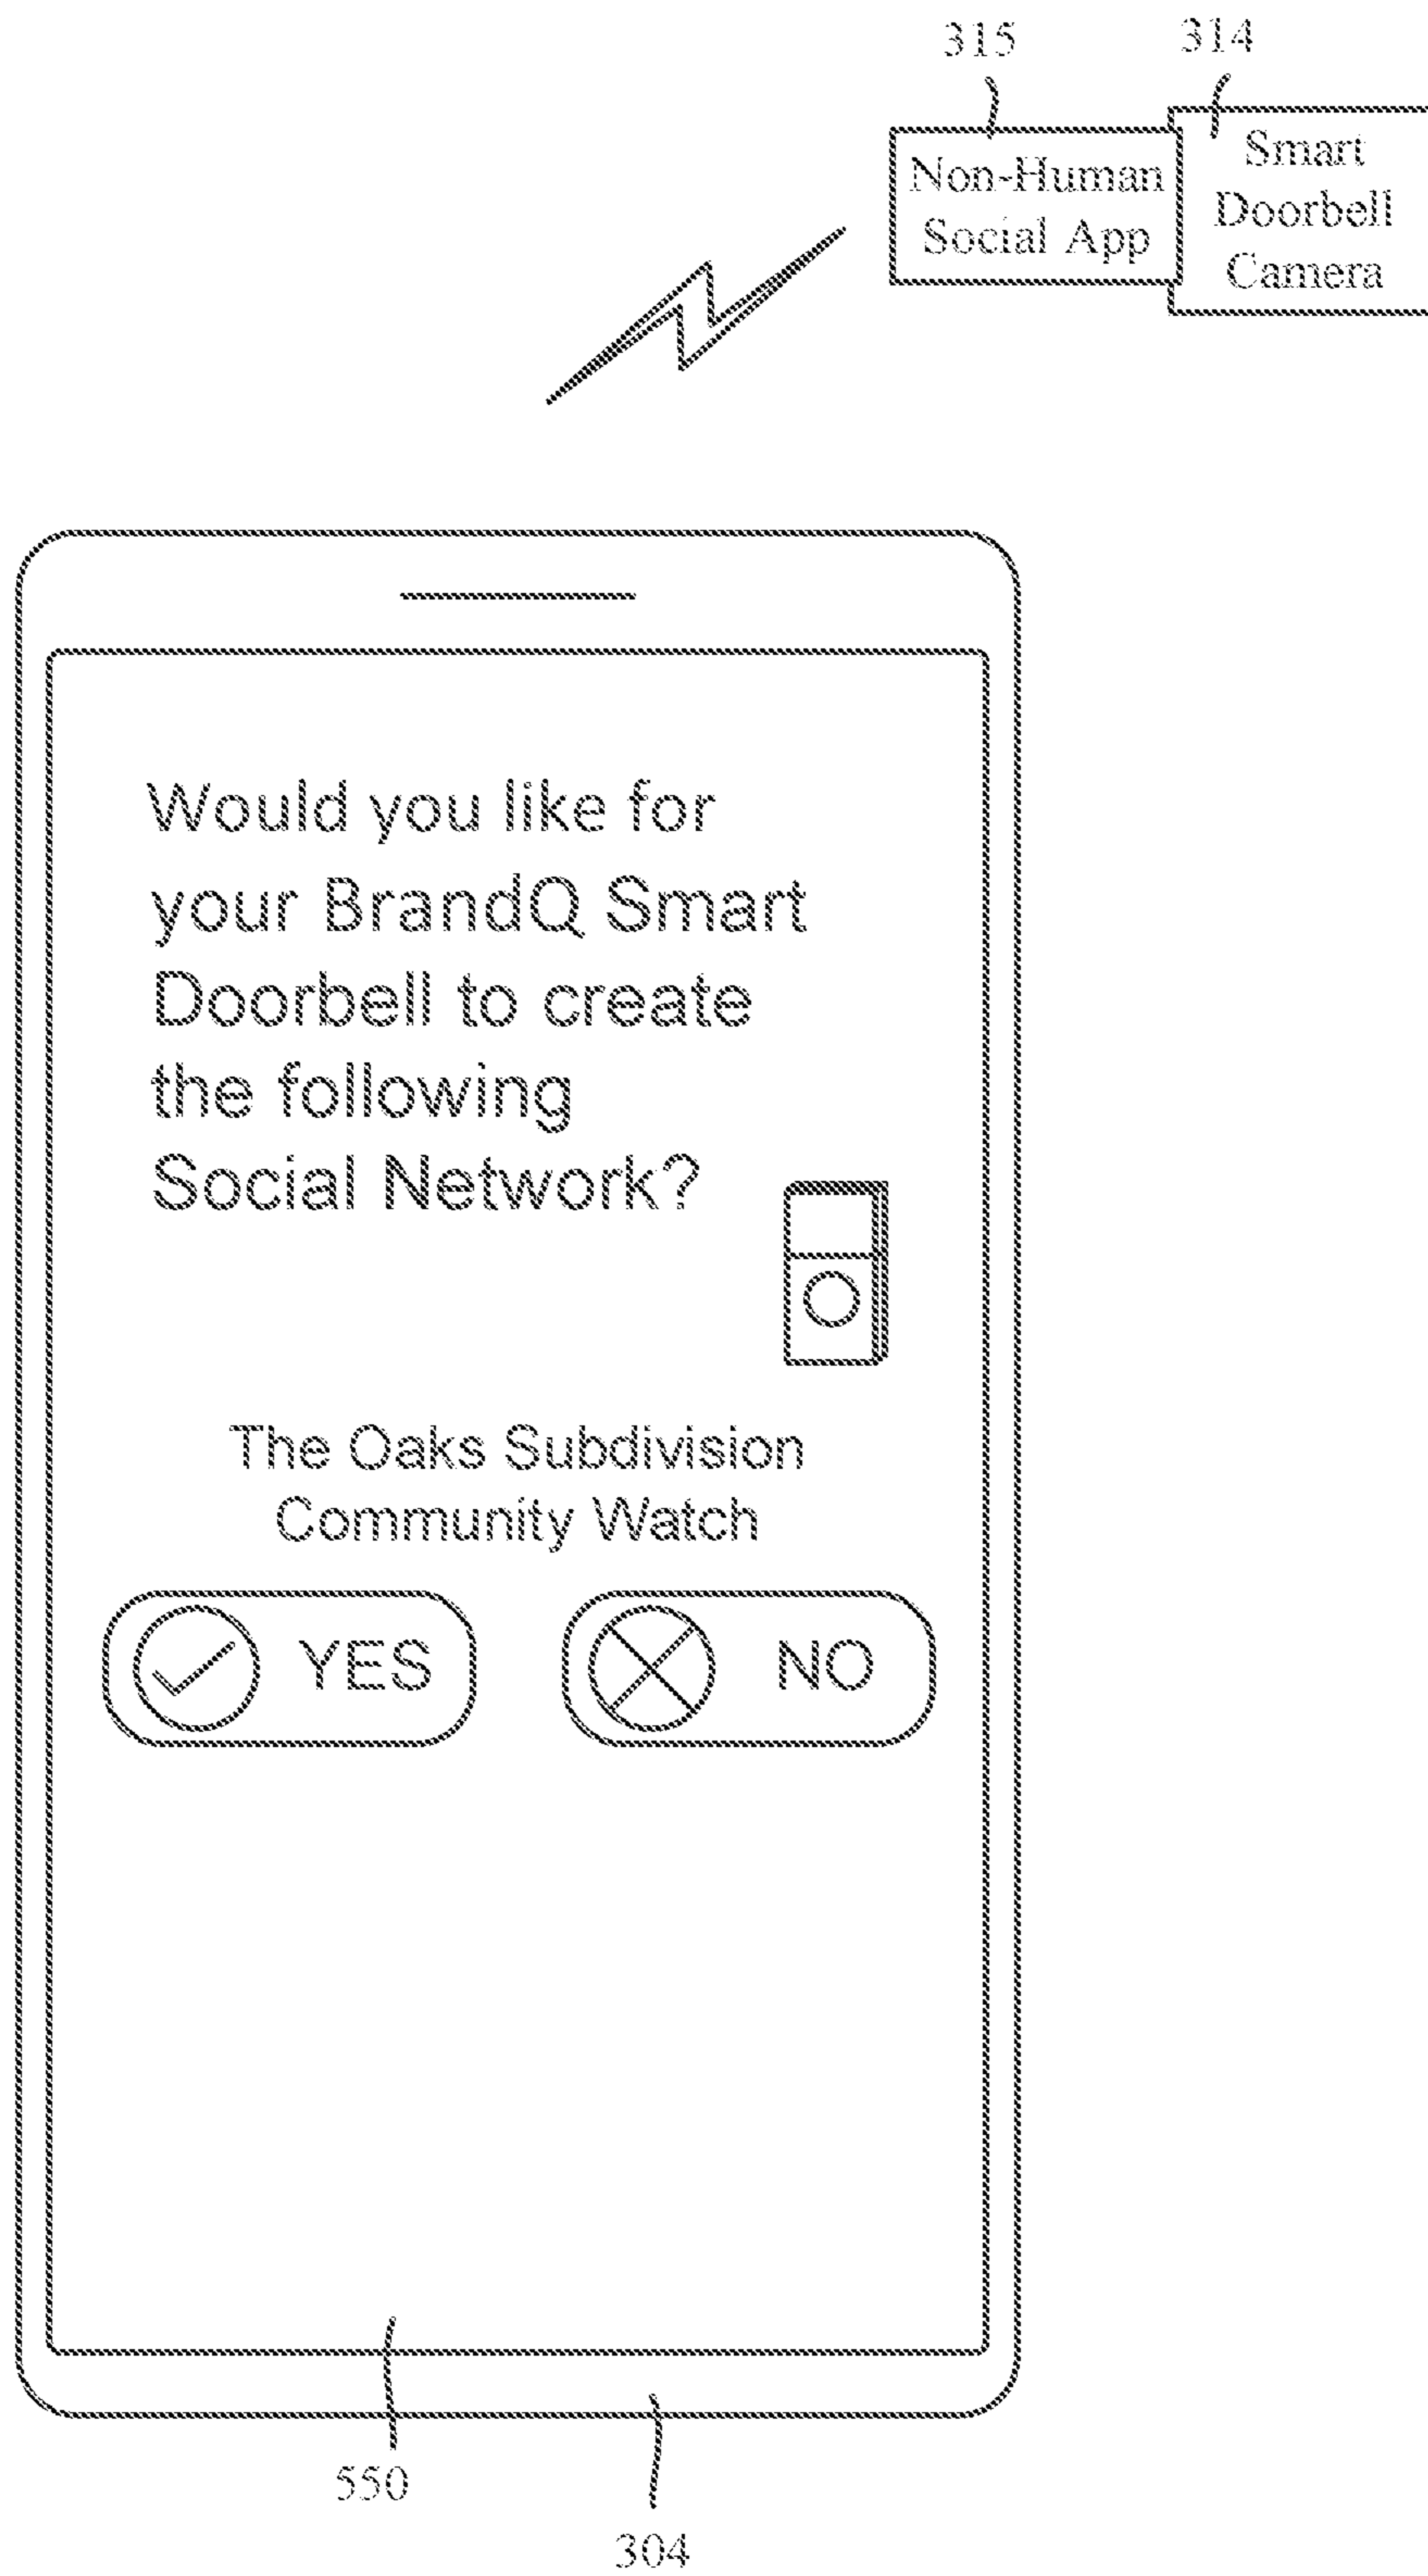 315
314
Non-Human
Social App
Smart
Doorbell
Camera
Would you like for
your BrandQ Smart
Doorbell to create
the following
Social Network?
The Oaks Subdivision
Community Watch
YES
NO
550
304